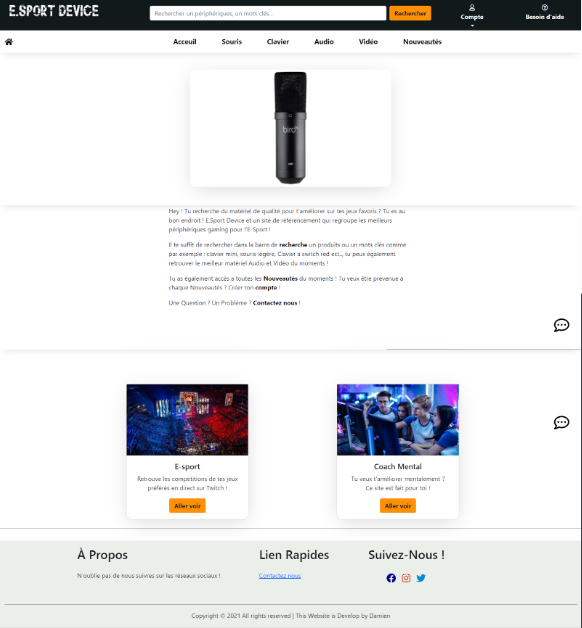 E.SPORT DEVICE
Rechercher un périphériques, un mots clés...
Rechercher
Compte
Besoin d'aide
Acceuil
Souris
Clavier
Audio
Vidéo
Nouveautés
bird
Hey ! Tu recherche du matériel de qualité pour t'améliorer sur tes jeux favoris ? Tu es au
bon endroit ! E.Sport Device et un site de référencement qui regroupe les meilleurs
périphériques gaming pour l'E-Sport !
Il te suffit de rechercher dans la barre de recherche un produits ou un mots clés comme
par exemple : clavier mini, souris légère, Clavier a switch red ect.., tu peux également
retrouver le meilleur matériel Audio et Vidéo du moments !
Tu as également accès a toutes les Nouveautés du moments ! Tu veux être prévenue a
chaque Nouveautés ? Créer ton compte !
Une Question ? Un Problème ? Contactez nous !
E-sport
Retrouve les competitions de tes jeux
préférés en direct sur Twitch !
Aller voir
Coach Mental
Tu veux t'améliorer mentalement ?
Ce site est fait pour toi !
Aller voir
À Propos
N'oublie pas de nous suivres sur les réseaux sociaux !
Lien Rapides
Contactez nous
Suivez-Nous !
Copyright © 2021 All rights reserved | This Website is Develop by Damien